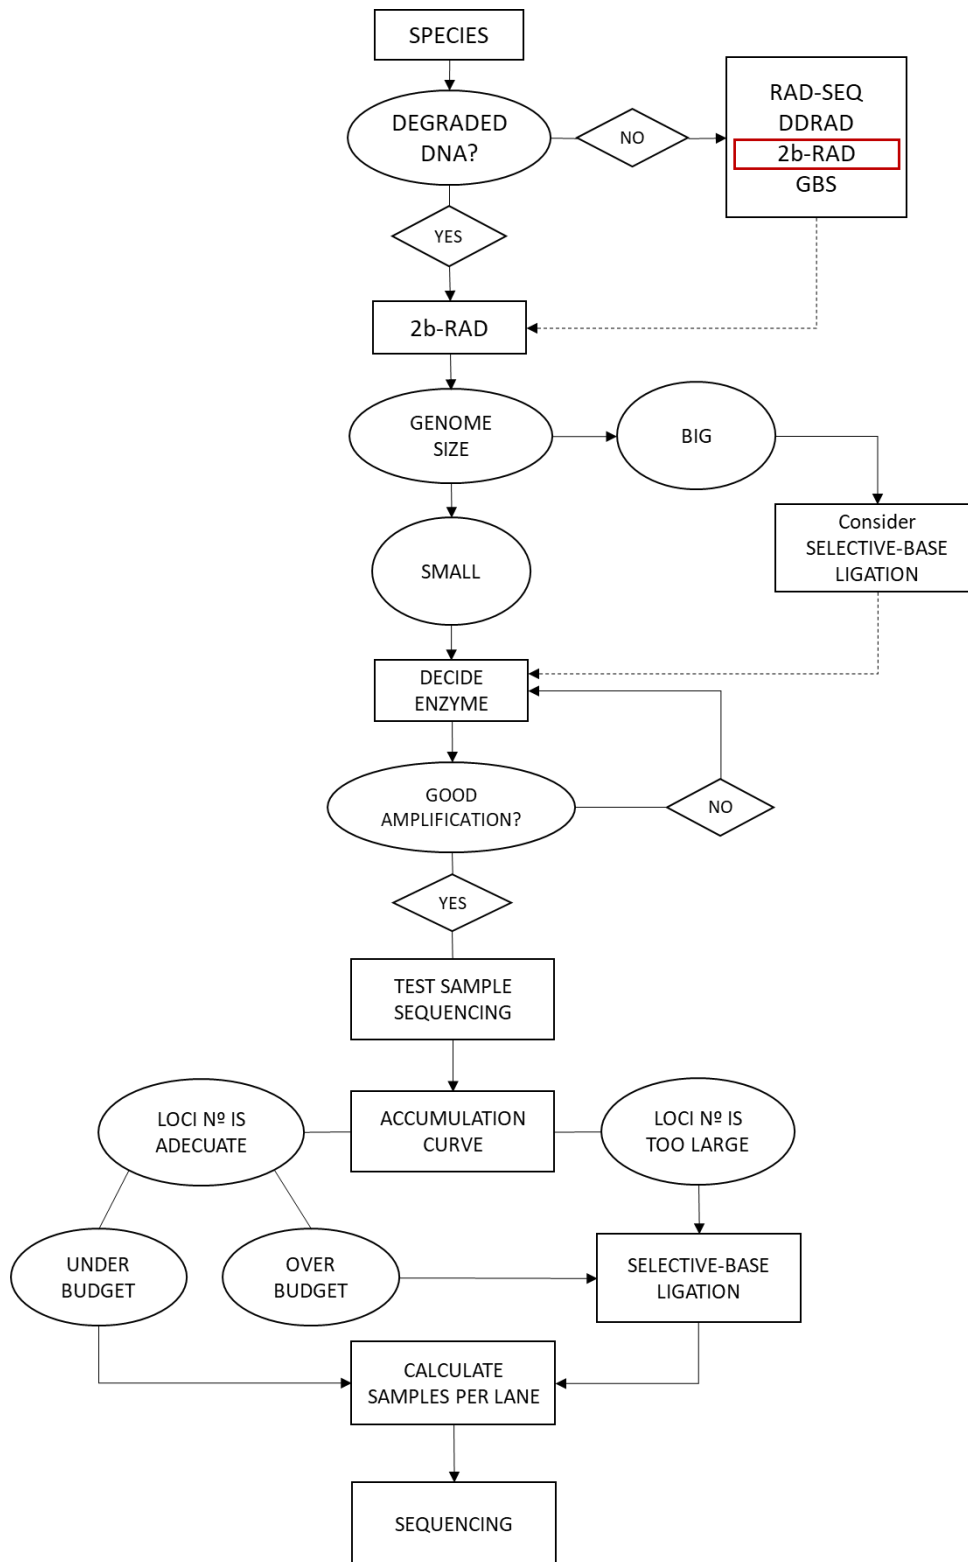 SPECIES
DEGRADED
DNA?
NO
RAD-SEQ
DDRAD
2b-RAD
GBS
YES
2b-RAD
GENOME
SIZE
BIG
Consider
SELECTIVE-BASE
LIGATION
SMALL
DECIDE
ENZYME
GOOD
AMPLIFICATION?
NO
YES
TEST SAMPLE
SEQUENCING
LOCI Nº IS
ADECUATE
ACCUMULATION
CURVE
LOCI Nº IS
TOO LARGE
UNDER
BUDGET
OVER
BUDGET
SELECTIVE-BASE
LIGATION
CALCULATE
SAMPLES PER LANE
SEQUENCING